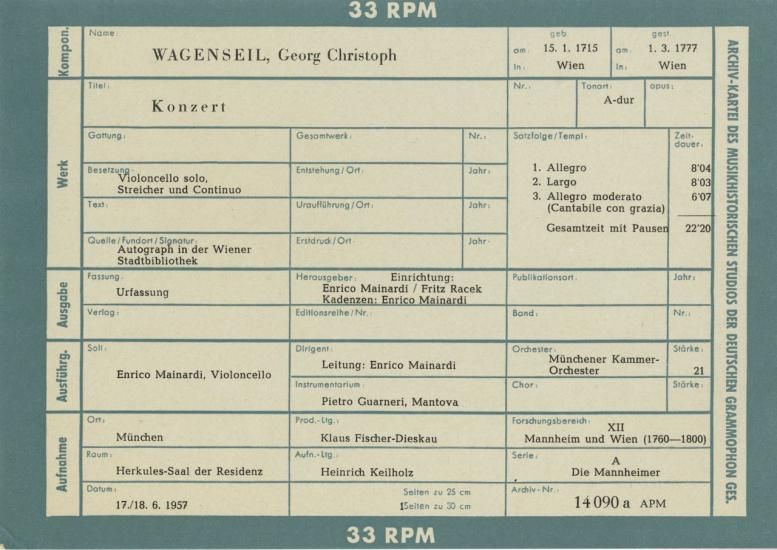 33 RPM
Kompon.
Name:
WAGENSEIL, Georg Christoph
geb.
am: 15. 1. 1715
in: Wien
gest.
am: 1. 3. 1777
in: Wien
Werk
Titel:
Konzert
Nr.:
Tonart:
A-dur
opus:
Gattung:
Gesamtwerk:
Nr.:
Satzfolge/Tempi:
Zeit-
dauer:
Besetzung:
Violoncello solo,
Streicher und Continuo
Entstehung/Ort:
Jahr:
1. Allegro 8'04
2. Largo 8'03
3. Allegro moderato 6'07
(Cantabile con grazia)
Gesamtzeit mit Pausen 22'20
Text:
Uraufführung/Ort:
Jahr:
Quelle/Fundort/Signatur:
Autograph in der Wiener
Stadtbibliothek
Erstdruck/Ort:
Jahr:
Ausgabe
Fassung:
Urfassung
Herausgeber: Einrichtung:
Enrico Mainardi / Fritz Racek
Kadenzen: Enrico Mainardi
Publikationsort:
Jahr:
Verlag:
Editionsreihe/Nr.:
Band:
Nr.:
Ausführg.
Soli:
Enrico Mainardi, Violoncello
Dirigent:
Leitung: Enrico Mainardi
Orchester:
Münchener Kammer-
Orchester
Stärke:
21
Instrumentarium:
Pietro Guarneri, Mantova
Chor:
Stärke:
Aufnahme
Ort:
München
Prod.-Ltg.:
Klaus Fischer-Dieskau
Forschungsbereich:
XII
Mannheim und Wien (1760—1800)
Raum:
Herkules-Saal der Residenz
Aufn.-Ltg.:
Heinrich Keilholz
Serie:
A
Die Mannheimer
Datum:
17./18. 6. 1957
Seiten zu 25 cm
1Seiten zu 30 cm
Archiv-Nr.:
14 090 a APM
ARCHIV-KARTEI DES MUSIKHISTORISCHEN STUDIOS DER DEUTSCHEN GRAMMOPHON GES.
33 RPM